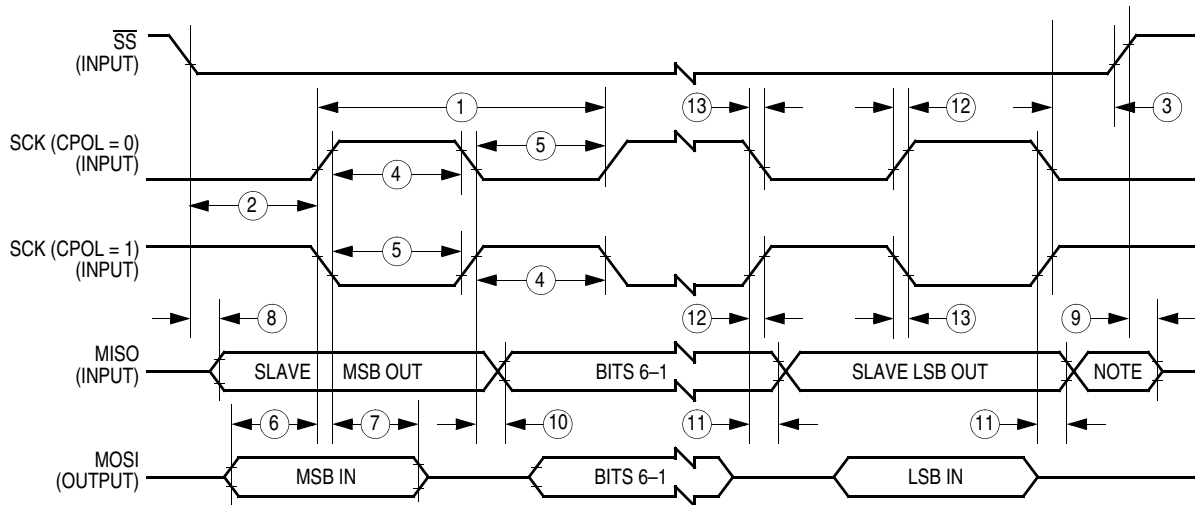 SS
(INPUT)
1
13
12
3
SCK (CPOL = 0)
(INPUT)
5
4
2
SCK (CPOL = 1)
(INPUT)
5
4
8
12
13
9
MISO
(INPUT)
SLAVE MSB OUT
BITS 6–1
SLAVE LSB OUT
NOTE
6
7
10
11
11
MOSI
(OUTPUT)
MSB IN
BITS 6–1
LSB IN